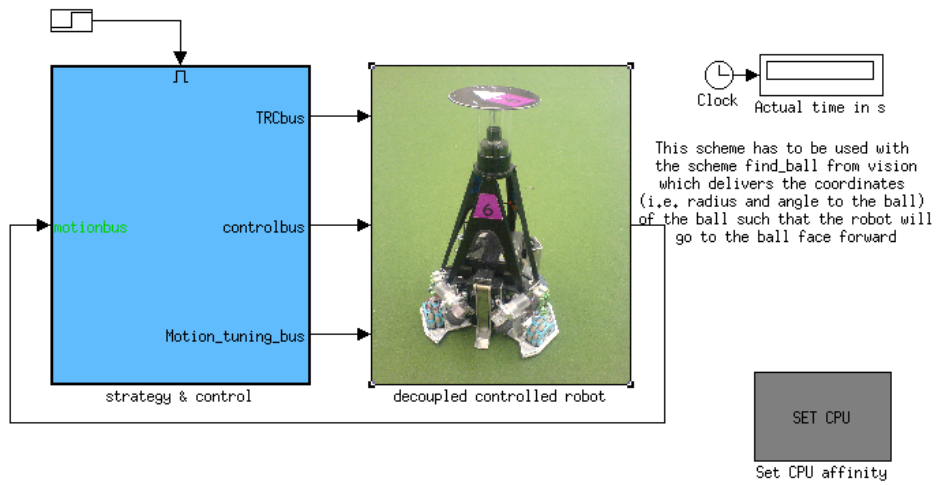 TRCbus
motionbus
controlbus
Motion_tuning_bus
strategy & control
6
decoupled controlled robot
Clock
Actual time in s
This scheme has to be used with
the scheme find_ball from vision
which delivers the coordinates
(i.e. radius and angle to the ball)
of the ball such that the robot will
go to the ball face forward
SET CPU
Set CPU affinity